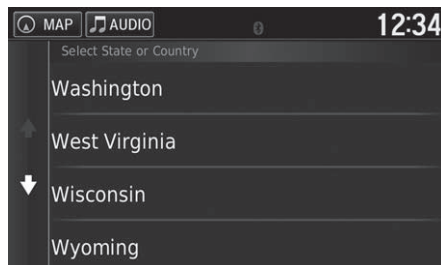 MAP AUDIO 12:34
Select State or Country
Washington
West Virginia
Wisconsin
Wyoming